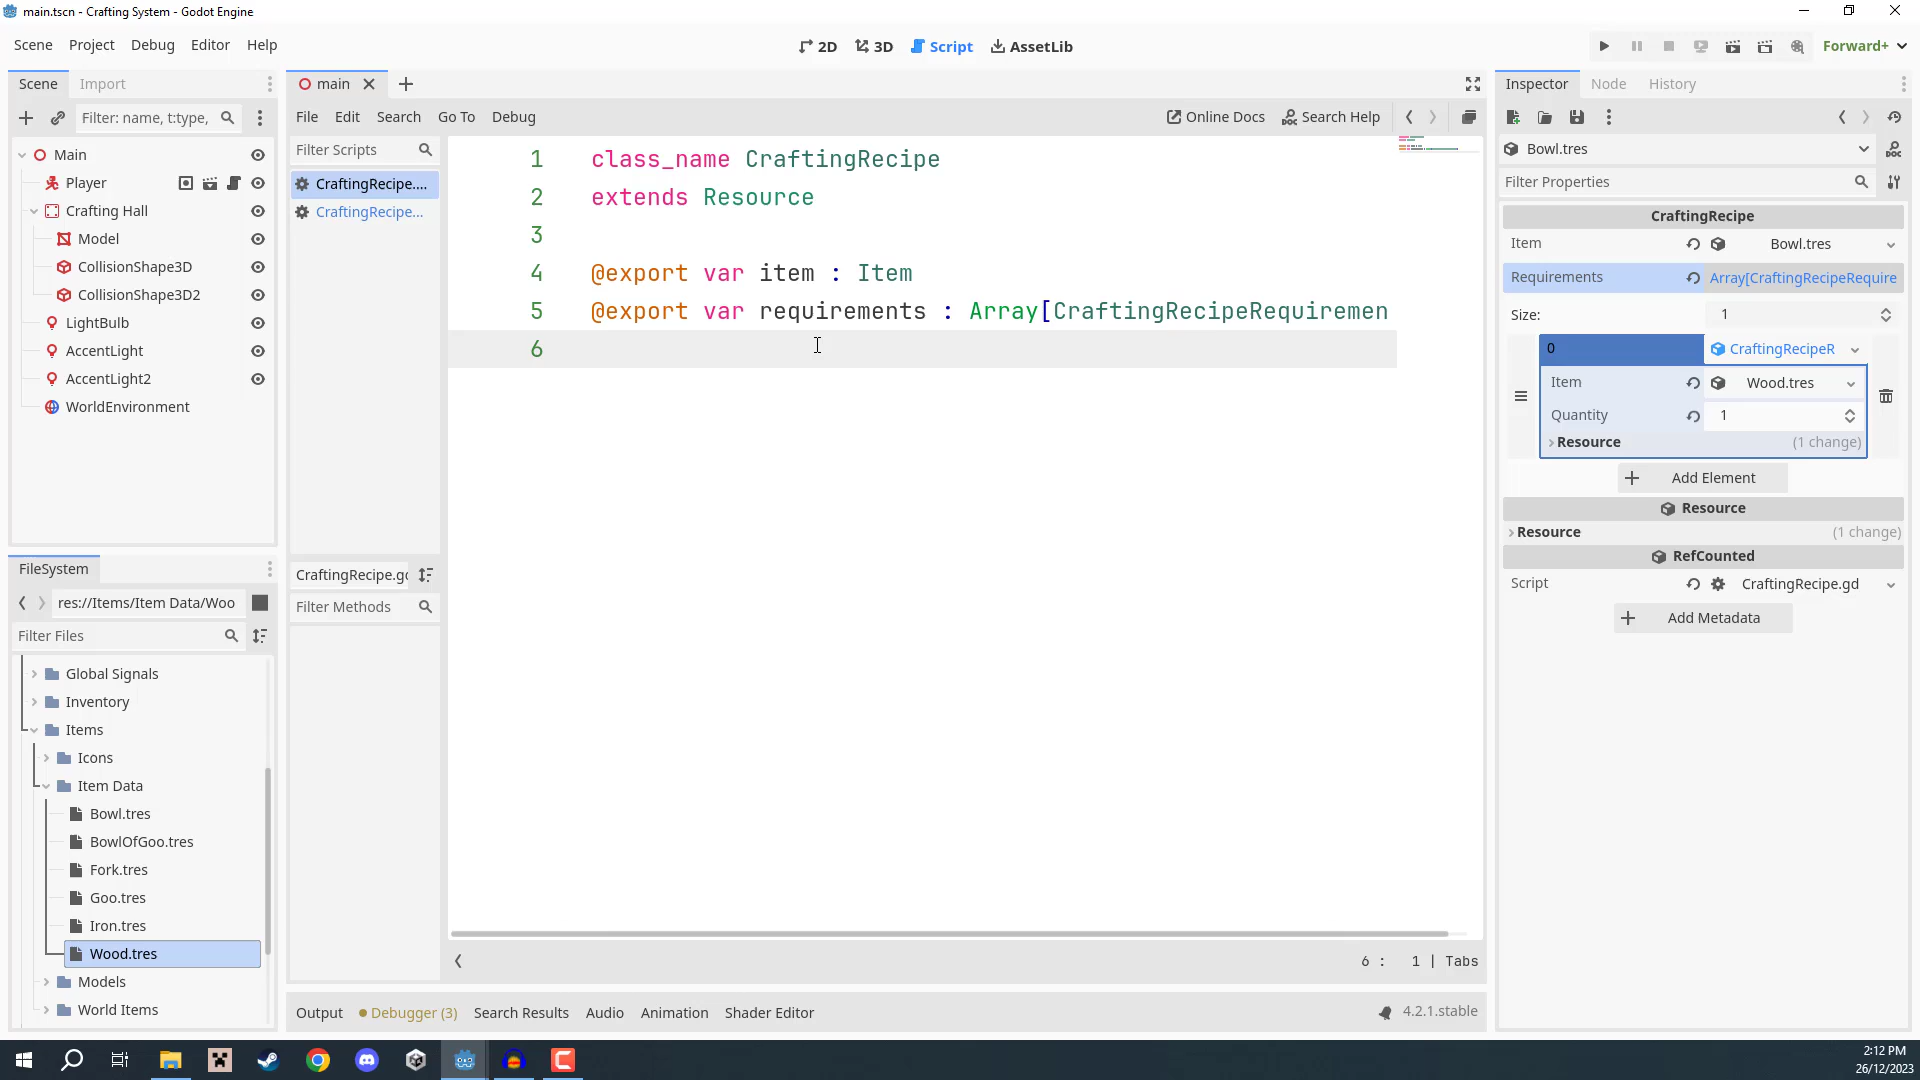 main.tscn - Crafting System - Godot Engine
Scene Project Debug Editor Help
2D 3D Script AssetLib
Forward+
Scene Import
main
Inspector Node History
Filter: name, t:type,
File Edit Search Go To Debug
Online Docs Search Help
Main
Player
Crafting Hall
Model
CollisionShape3D
CollisionShape3D2
LightBulb
AccentLight
AccentLight2
WorldEnvironment
Filter Scripts
CraftingRecipe....
CraftingRecipe...
CraftingRecipe.gd
Filter Methods
1 class_name CraftingRecipe
2 extends Resource
3
4 @export var item : Item
5 @export var requirements : Array[CraftingRecipeRequiremen
6
6 : 1 | Tabs
FileSystem
res://Items/Item Data/Woo
Filter Files
Global Signals
Inventory
Items
Icons
Item Data
Bowl.tres
BowlOfGoo.tres
Fork.tres
Goo.tres
Iron.tres
Wood.tres
Models
World Items
Output Debugger (3) Search Results Audio Animation Shader Editor
4.2.1.stable
Bowl.tres
Filter Properties
CraftingRecipe
Item Bowl.tres
Requirements Array[CraftingRecipeRequire
Size: 1
0 CraftingRecipeR
Item Wood.tres
Quantity 1
Resource (1 change)
Add Element
Resource
Resource (1 change)
RefCounted
Script CraftingRecipe.gd
Add Metadata
2:12 PM
26/12/2023